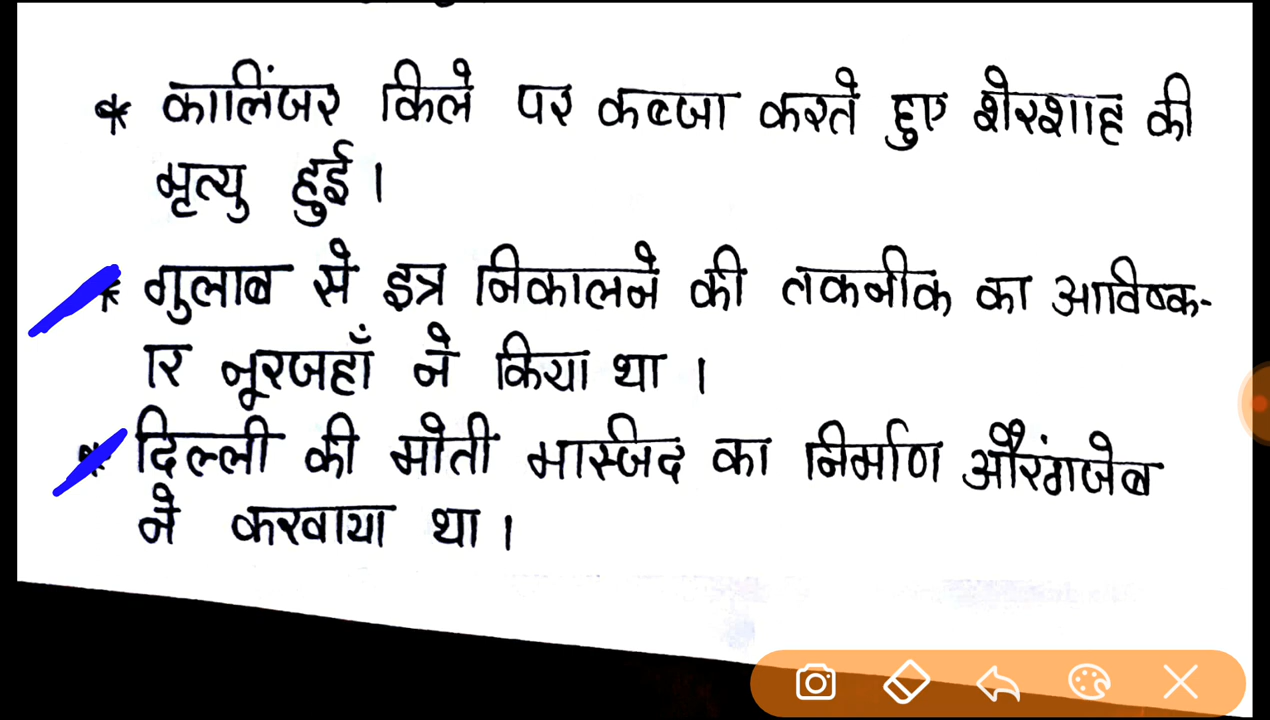 * कालिंजर किले पर कब्जा करते हुए शेरशाह की
मृत्यु हुई।
* गुलाब से इत्र निकालने की तकनीक का आविष्क-
ार नूरजहाँ ने किया था।
* दिल्ली की मोती मस्जिद का निर्माण औरंगजेब
ने करवाया था।